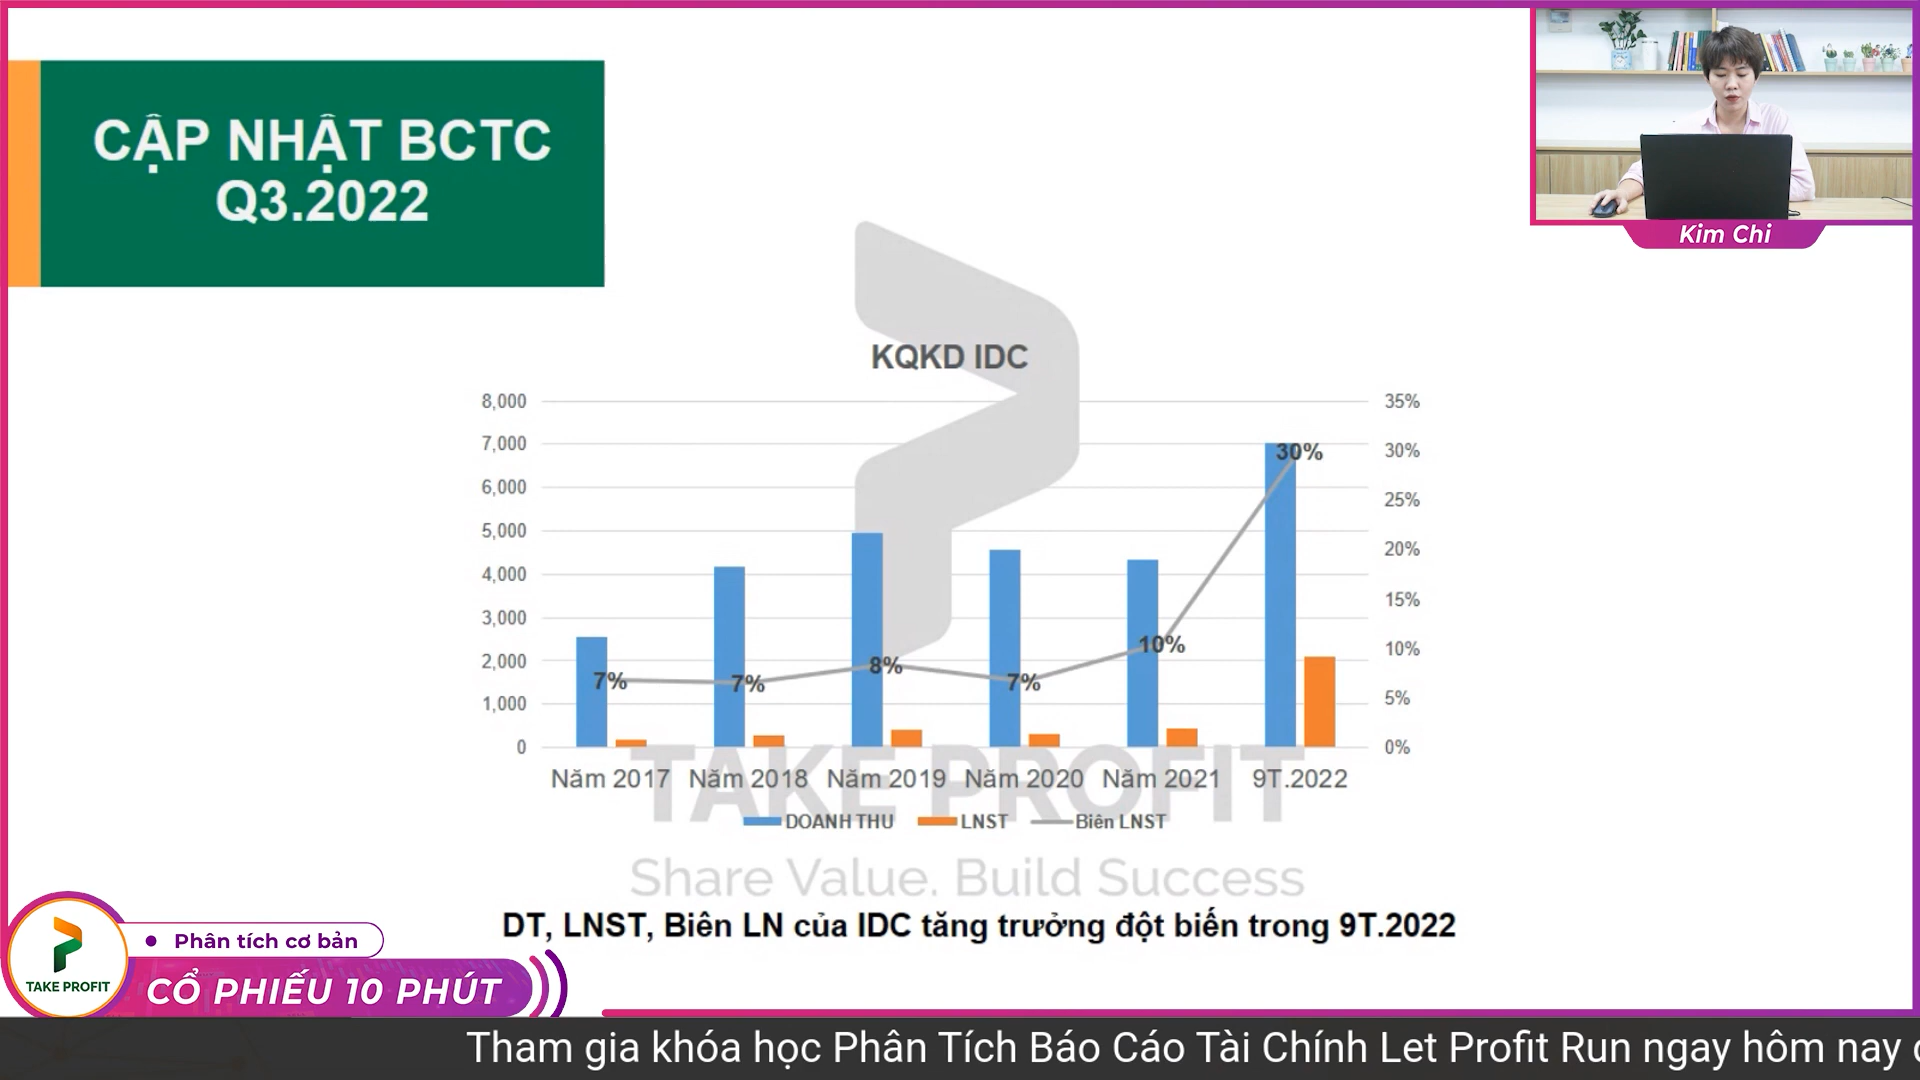 CẬP NHẬT BCTC
Q3.2022
Kim Chi
KQKD IDC
8,000
7,000
6,000
5,000
4,000
3,000
2,000
1,000
0
35%
30%
25%
20%
15%
10%
5%
0%
7%
7%
8%
7%
10%
30%
Năm 2017
Năm 2018
Năm 2019
Năm 2020
Năm 2021
9T.2022
DOANH THU
LNST
Biên LNST
TAKE PROFIT
Share Value. Build Success
DT, LNST, Biên LN của IDC tăng trưởng đột biến trong 9T.2022
TAKE PROFIT
• Phân tích cơ bản
CỔ PHIẾU 10 PHÚT
Tham gia khóa học Phân Tích Báo Cáo Tài Chính Let Profit Run ngay hôm nay